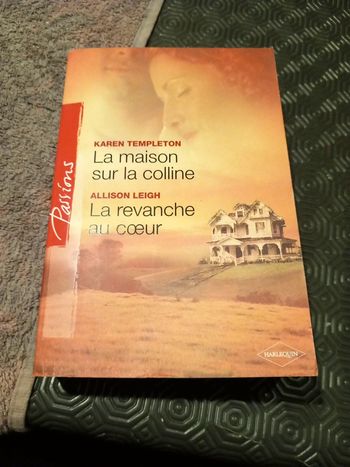 KAREN TEMPLETON
La maison
sur la colline
ALLISON LEIGH
La revanche
au cœur
Passions
HARLEQUIN